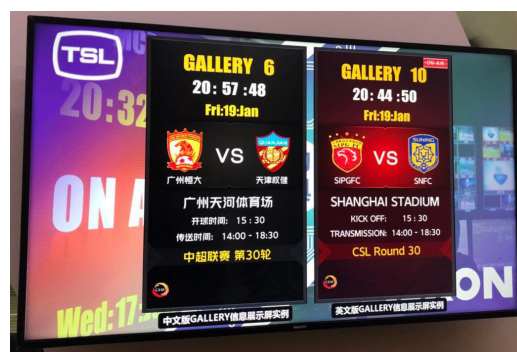 TSL
20:32
ON A
Wed:17:
GALLERY 6
20:57:48
Fri:19:Jan
QUANJIAN
VS
广州恒大
天津权健
广州天河体育场
开球时间: 15:30
传送时间: 14:00-18:30
中超联赛 第30轮
中文版GALLERY信息展示屏实例
ON-AIR
GALLERY 10
20:44:50
Fri:19:Jan
SIPG FC
SUNING
VS
SIPGFC
SNFC
SHANGHAI STADIUM
KICK OFF: 15:30
TRANSMISSION: 14:00 - 18:30
CSL Round 30
英文版GALLERY信息展示屏实例
ON